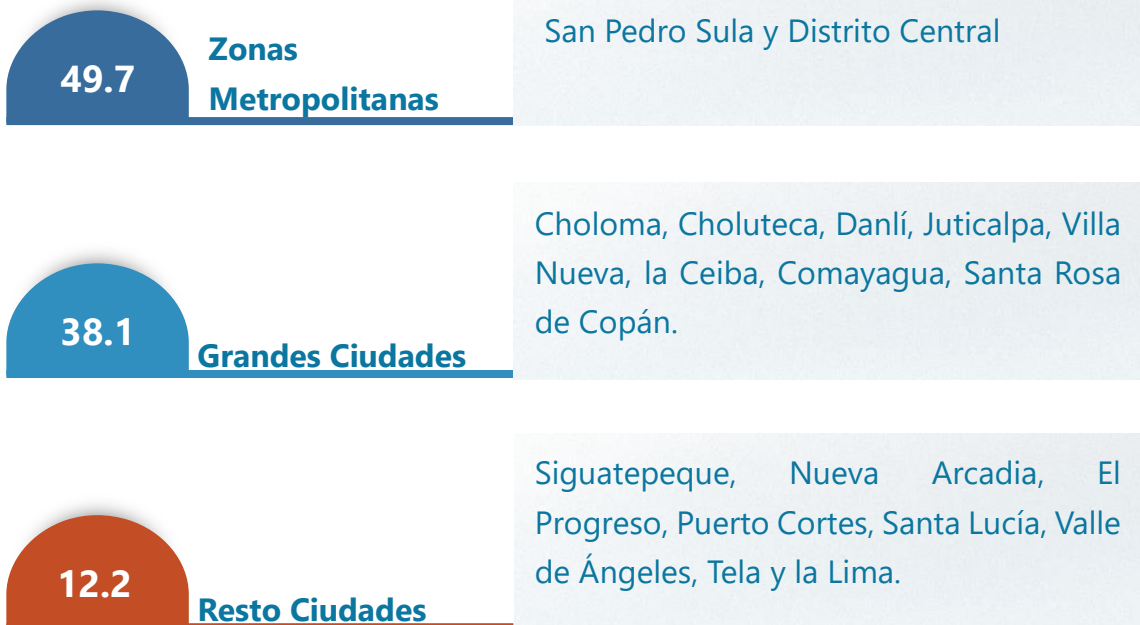 49.7
Zonas
Metropolitanas
San Pedro Sula y Distrito Central
38.1
Grandes Ciudades
Choloma, Choluteca, Danlí, Juticalpa, Villa
Nueva, la Ceiba, Comayagua, Santa Rosa
de Copán.
12.2
Resto Ciudades
Siguatepeque, Nueva Arcadia, El
Progreso, Puerto Cortes, Santa Lucía, Valle
de Ángeles, Tela y la Lima.